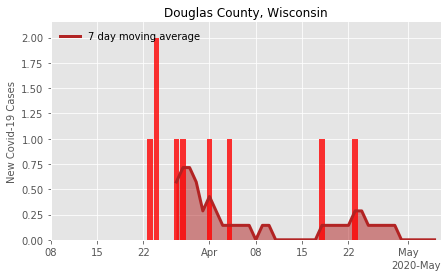 Douglas County, Wisconsin
7 day moving average
New Covid-19 Cases
2.00
1.75
1.50
1.25
1.00
0.75
0.50
0.25
0.00
08 15 22 Apr 08 15 22 May
2020-May